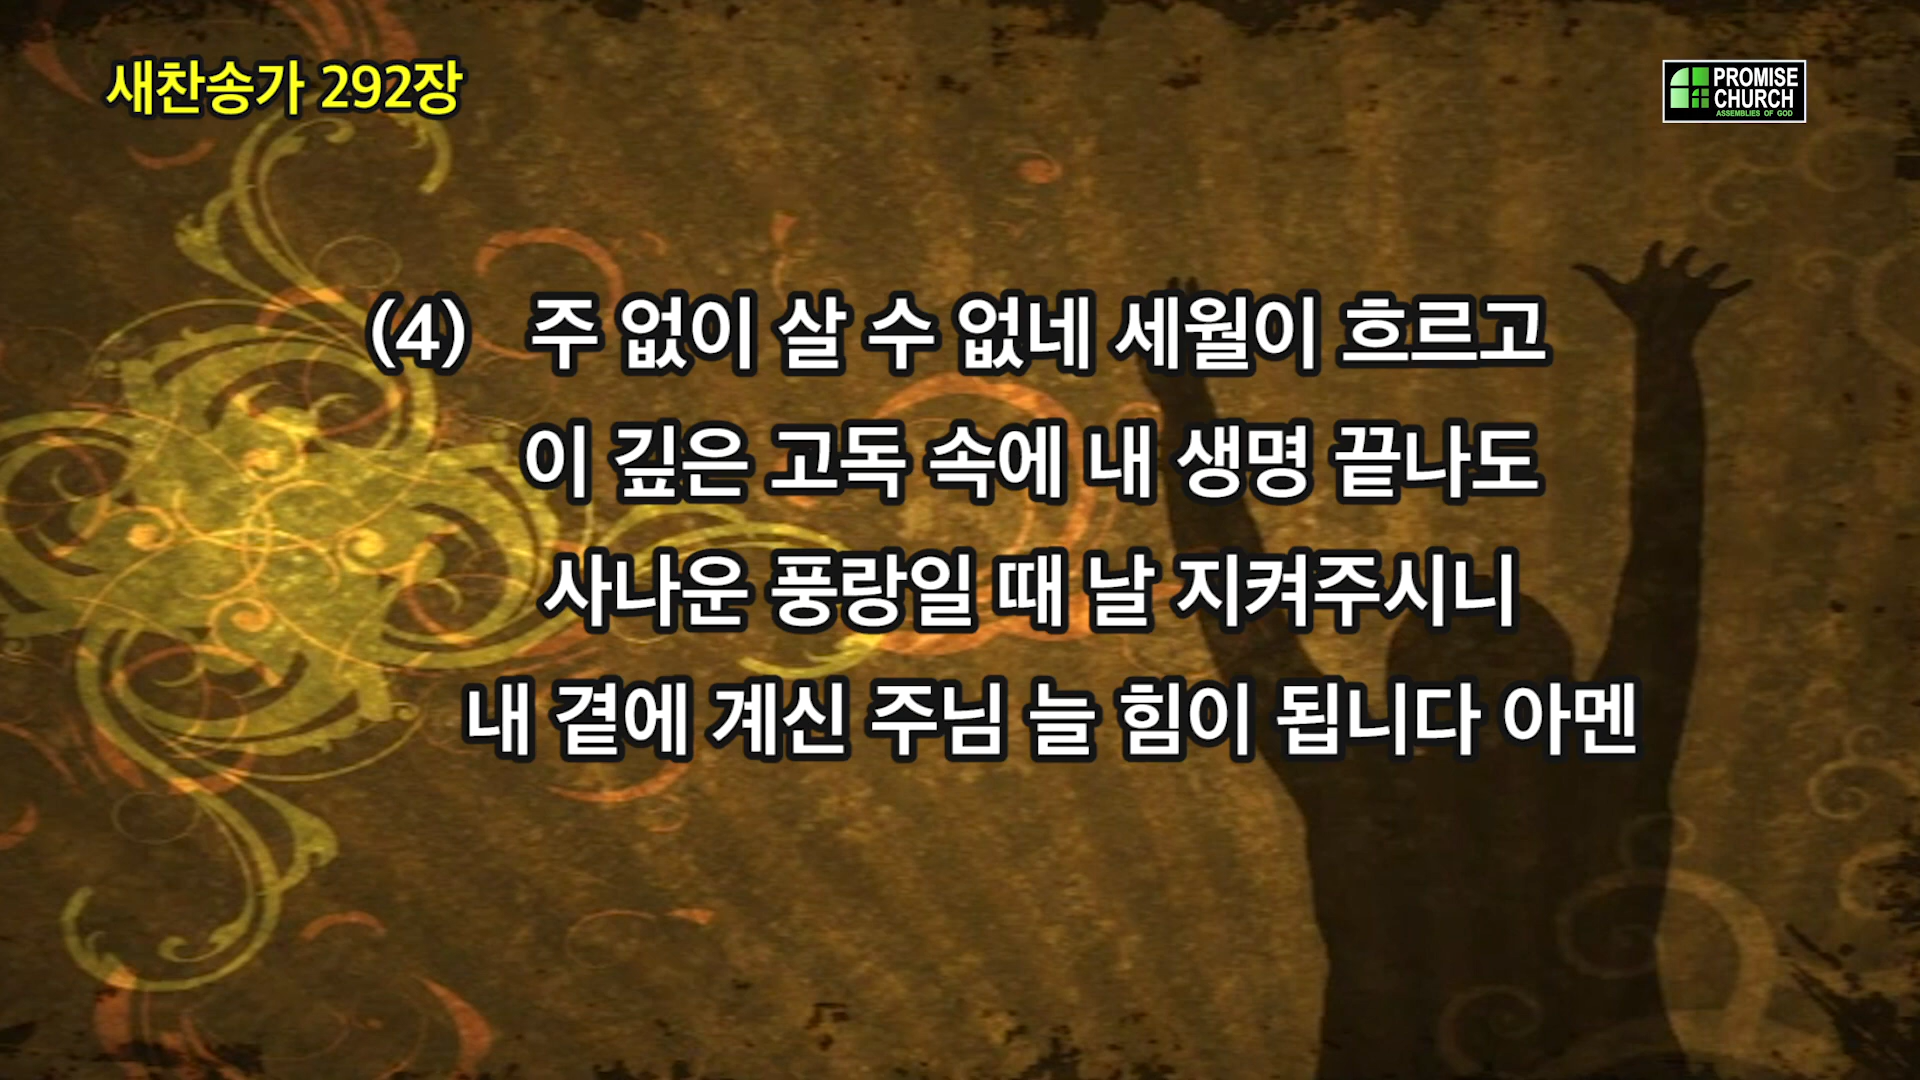 새찬송가 292장
PROMISE
CHURCH
ASSEMBLIES OF GOD
(4) 주 없이 살 수 없네 세월이 흐르고
이 깊은 고독 속에 내 생명 끝나도
사나운 풍랑일 때 날 지켜주시니
내 곁에 계신 주님 늘 힘이 됩니다 아멘